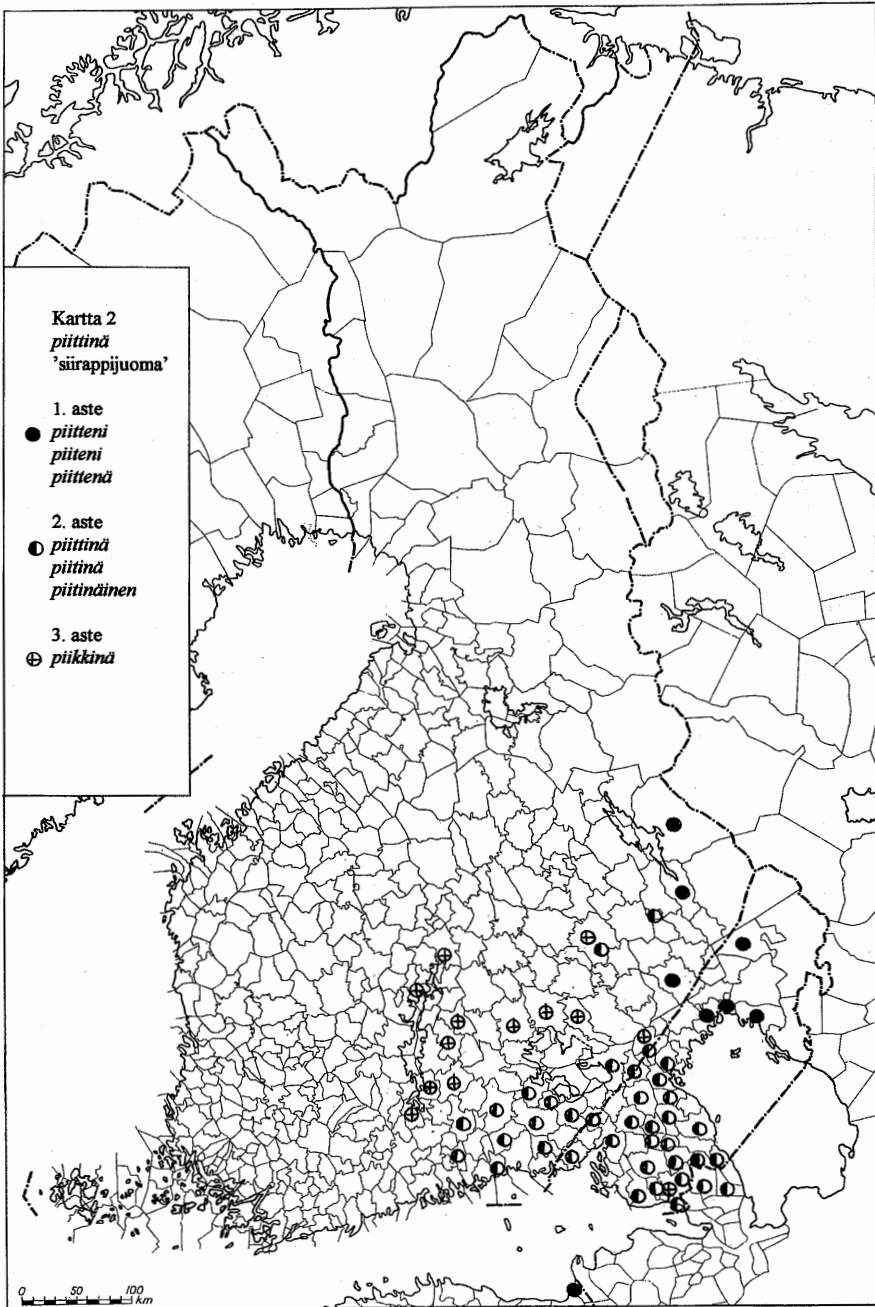 Kartta 2
piittinä
'siirappijuoma'
1. aste
piitteni
piiteni
piittenä
2. aste
piittinä
piitinä
piitinäinen
3. aste
piikkinä
0 50 100
km